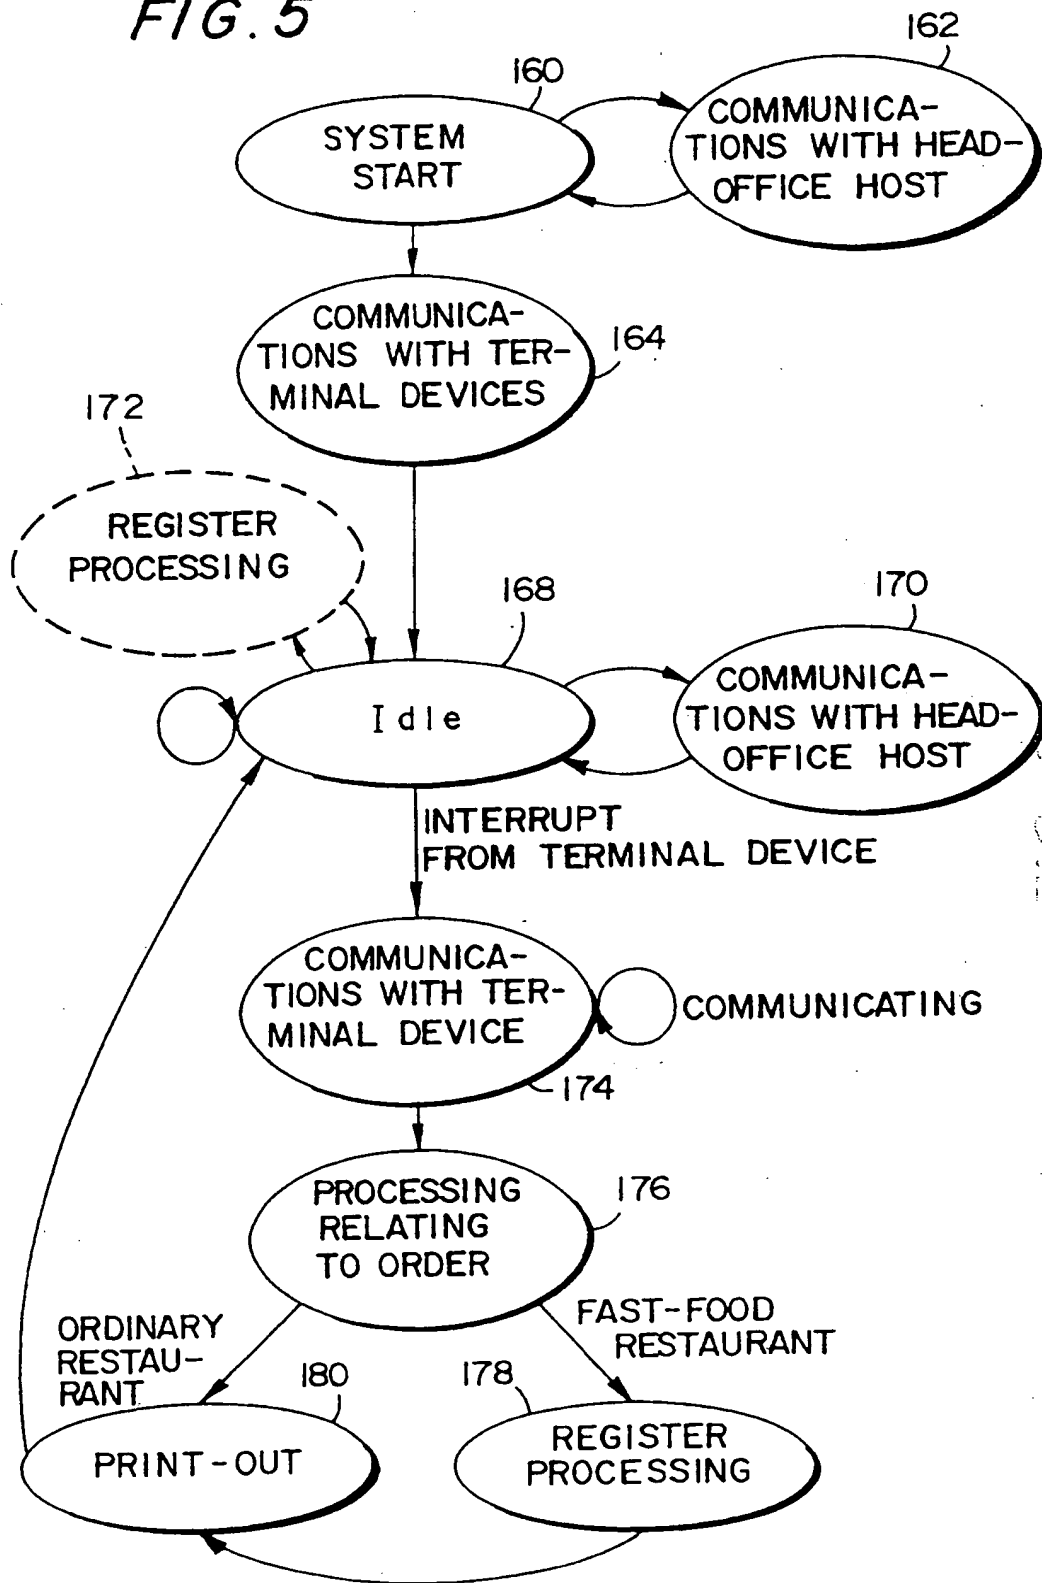 FIG. 5
160
162
SYSTEM
START
COMMUNICA-
TIONS WITH HEAD-
OFFICE HOST
COMMUNICA-
TIONS WITH TER-
MINAL DEVICES
164
172
REGISTER
PROCESSING
168
170
Idle
COMMUNICA-
TIONS WITH HEAD-
OFFICE HOST
INTERRUPT
FROM TERMINAL DEVICE
COMMUNICA-
TIONS WITH TER-
MINAL DEVICE
COMMUNICATING
174
PROCESSING
RELATING
TO ORDER
176
ORDINARY
RESTAU-
RANT
FAST-FOOD
RESTAURANT
180
178
PRINT-OUT
REGISTER
PROCESSING